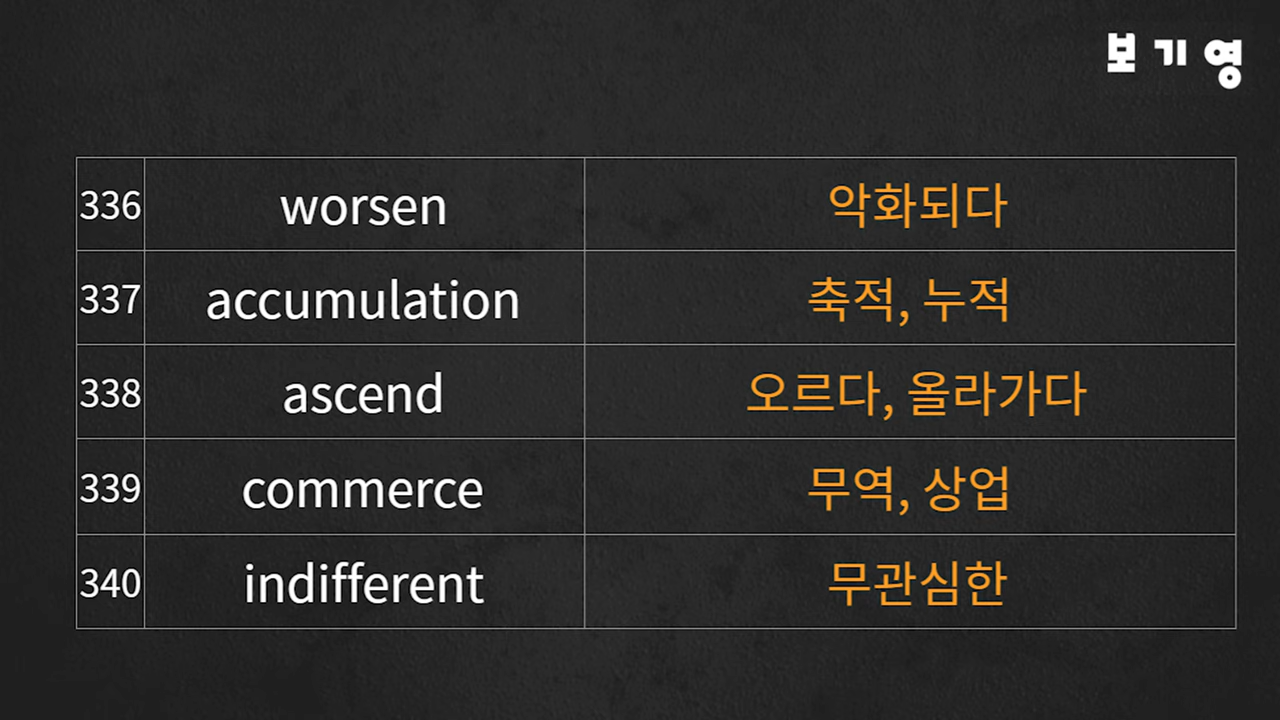 보기영
336 worsen 악화되다
337 accumulation 축적, 누적
338 ascend 오르다, 올라가다
339 commerce 무역, 상업
340 indifferent 무관심한